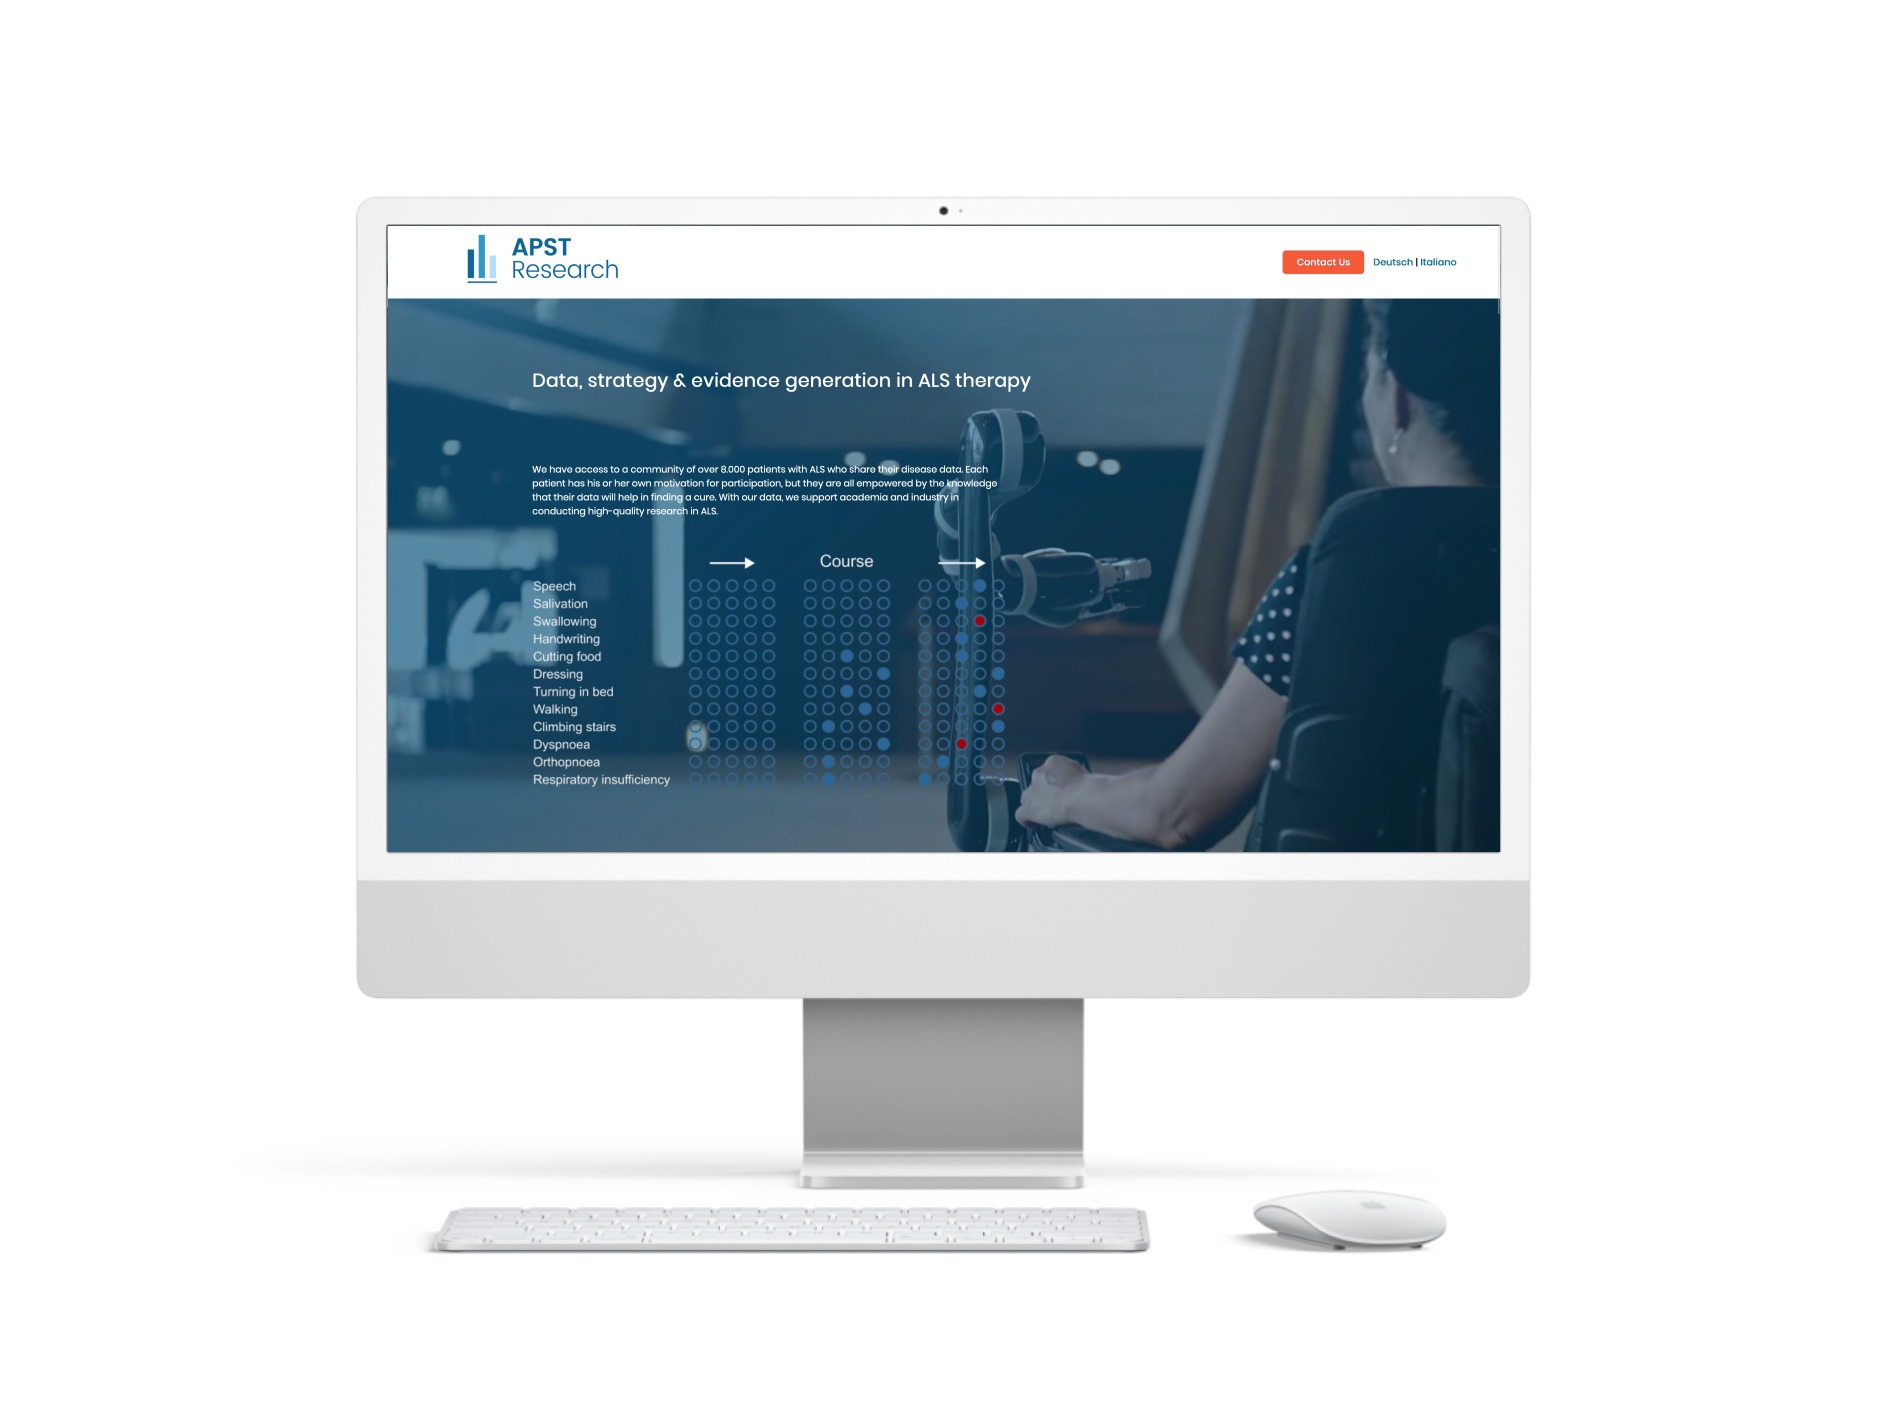 APST
Research
Contact Us
Deutsch | Italiano
Data, strategy & evidence generation in ALS therapy
We have access to a community of over 8.000 patients with ALS who share their disease data. Each
patient has his or her own motivation for participation, but they are all empowered by the knowledge
that their data will help in finding a cure. With our data, we support academia and industry in
conducting high-quality research in ALS.
Course
Speech
Salivation
Swallowing
Handwriting
Cutting food
Dressing
Turning in bed
Walking
Climbing stairs
Dyspnoea
Orthopnoea
Respiratory insufficiency